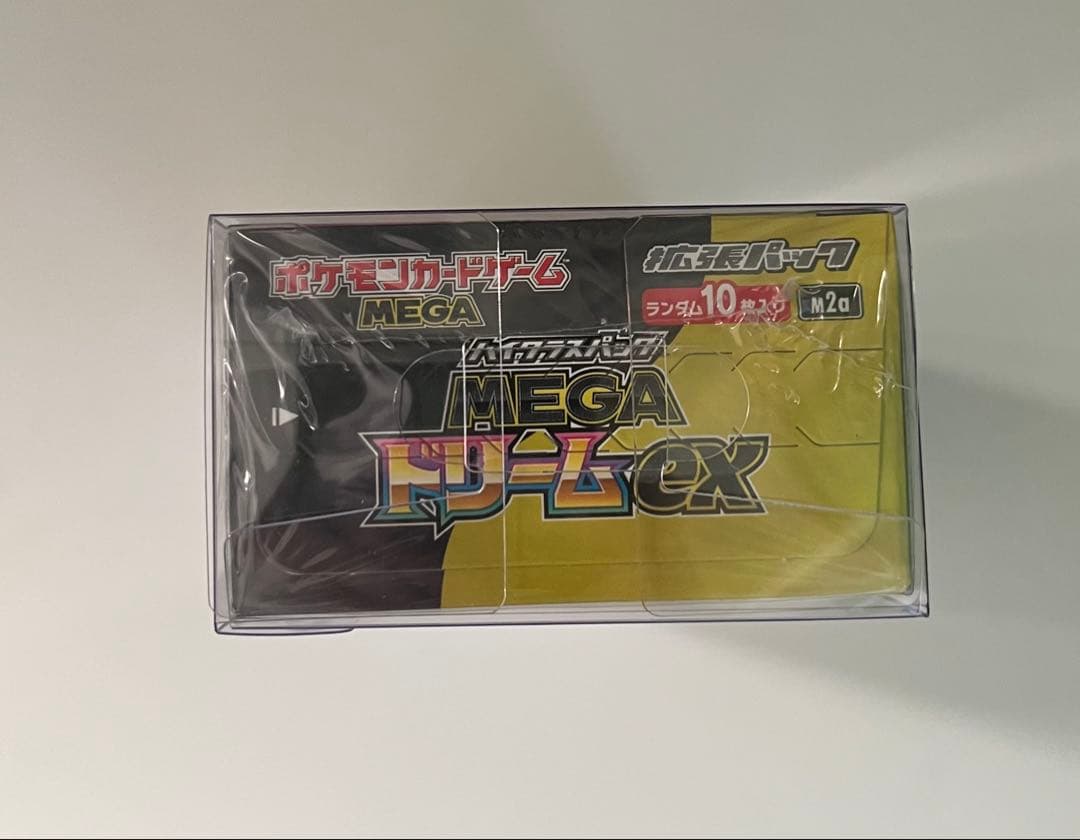 ポケモンカードゲーム
MEGA
拡張パック
ランダム10枚入り M2a
ハイクラスパック
MEGA
ドリームex